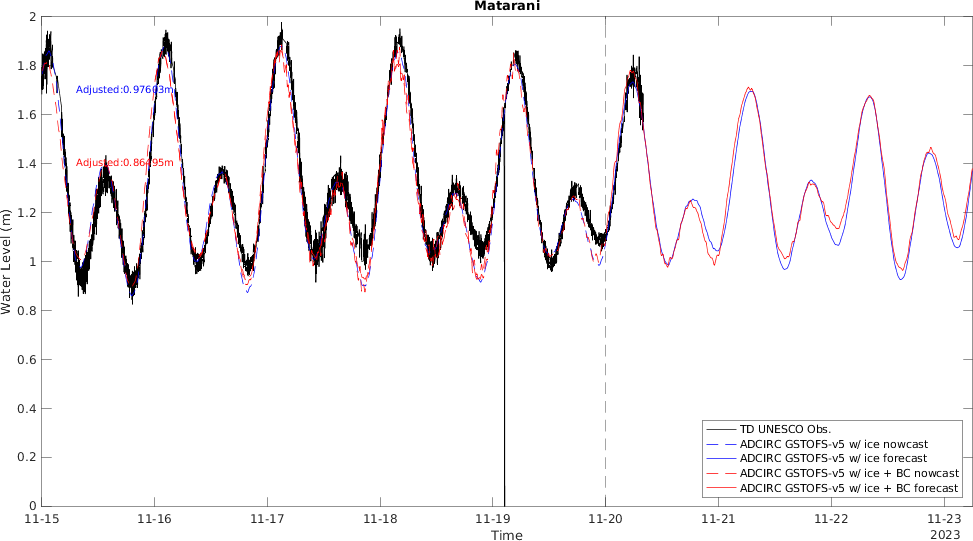 Matarani
2
1.8
1.6
1.4
1.2
1
0.8
0.6
0.4
0.2
0
Water Level (m)
Adjusted:0.97603m
Adjusted:0.86495m
TD UNESCO Obs.
ADCIRC GSTOFS-v5 w/ ice nowcast
ADCIRC GSTOFS-v5 w/ ice forecast
ADCIRC GSTOFS-v5 w/ ice + BC nowcast
ADCIRC GSTOFS-v5 w/ ice + BC forecast
11-15 11-16 11-17 11-18 11-19 11-20 11-21 11-22 11-23
Time
2023